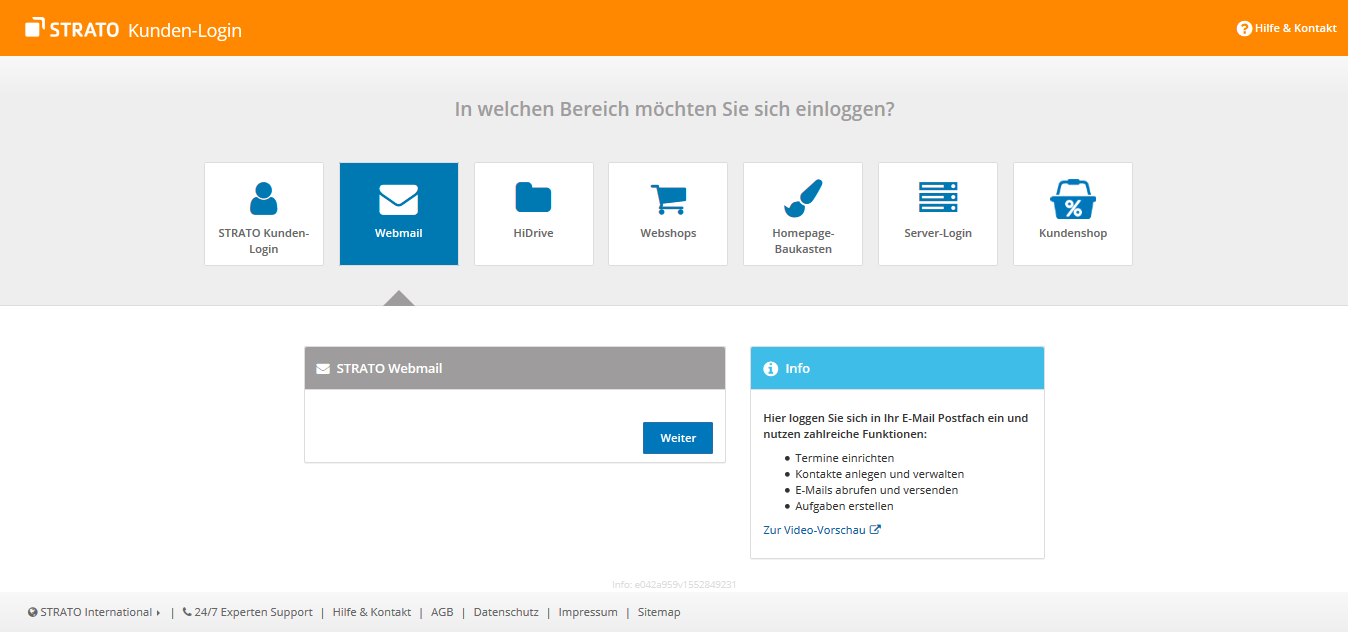 STRATO Kunden-Login
? Hilfe & Kontakt
In welchen Bereich möchten Sie sich einloggen?
STRATO Kunden-
Login
Webmail
HiDrive
Webshops
Homepage-
Baukasten
Server-Login
%
Kundenshop
STRATO Webmail
Weiter
i Info
Hier loggen Sie sich in Ihr E-Mail Postfach ein und
nutzen zahlreiche Funktionen:
• Termine einrichten
• Kontakte anlegen und verwalten
• E-Mails abrufen und versenden
• Aufgaben erstellen
Zur Video-Vorschau
Info: e042a959v1552849231
STRATO International | 24/7 Experten Support | Hilfe & Kontakt | AGB | Datenschutz | Impressum | Sitemap